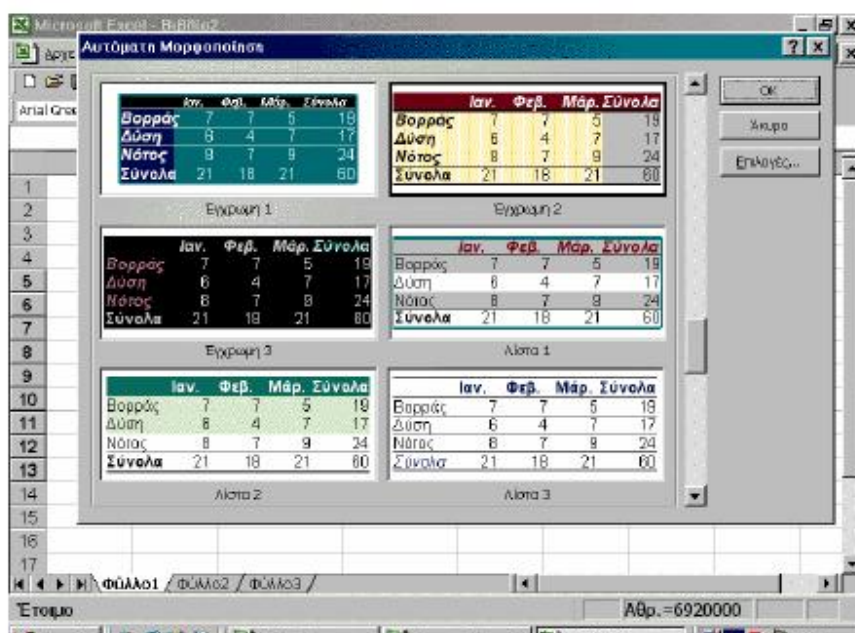 Microsoft Excel - Βιβλίο2
Αυτόματη Μορφοποίηση
Arial Gree
Ιαν. Φεβ. Μάρ. Σύνολα
Βορράς 7 7 5 19
Δύση 6 4 7 17
Νότος 8 7 9 24
Σύνολα 21 18 21 60
Έγχρωμη 1
Ιαν. Φεβ. Μάρ. Σύνολα
Βορράς 7 7 5 19
Δύση 6 4 7 17
Νότος 8 7 9 24
Σύνολα 21 18 21 60
Έγχρωμη 2
Ιαν. Φεβ. Μάρ. Σύνολα
Βορράς 7 7 5 19
Δύση 6 4 7 17
Νότος 8 7 9 24
Σύνολα 21 18 21 60
Έγχρωμη 3
Ιαν. Φεβ. Μάρ. Σύνολα
Βορράς 7 7 5 19
Δύση 6 4 7 17
Νότος 8 7 9 24
Σύνολα 21 18 21 60
Λίστα 1
Ιαν. Φεβ. Μάρ. Σύνολα
Βορράς 7 7 5 19
Δύση 6 4 7 17
Νότος 8 7 9 24
Σύνολα 21 18 21 60
Λίστα 2
Ιαν. Φεβ. Μάρ. Σύνολα
Βορράς 7 7 5 19
Δύση 6 4 7 17
Νότος 8 7 9 24
Σύνολα 21 18 21 60
Λίστα 3
OK
Άκυρο
Επιλογές...
1
2
3
4
5
6
7
8
9
10
11
12
13
14
15
16
17
Φύλλο1 / Φύλλο2 / Φύλλο3 /
Έτοιμο
Αθρ.=6920000